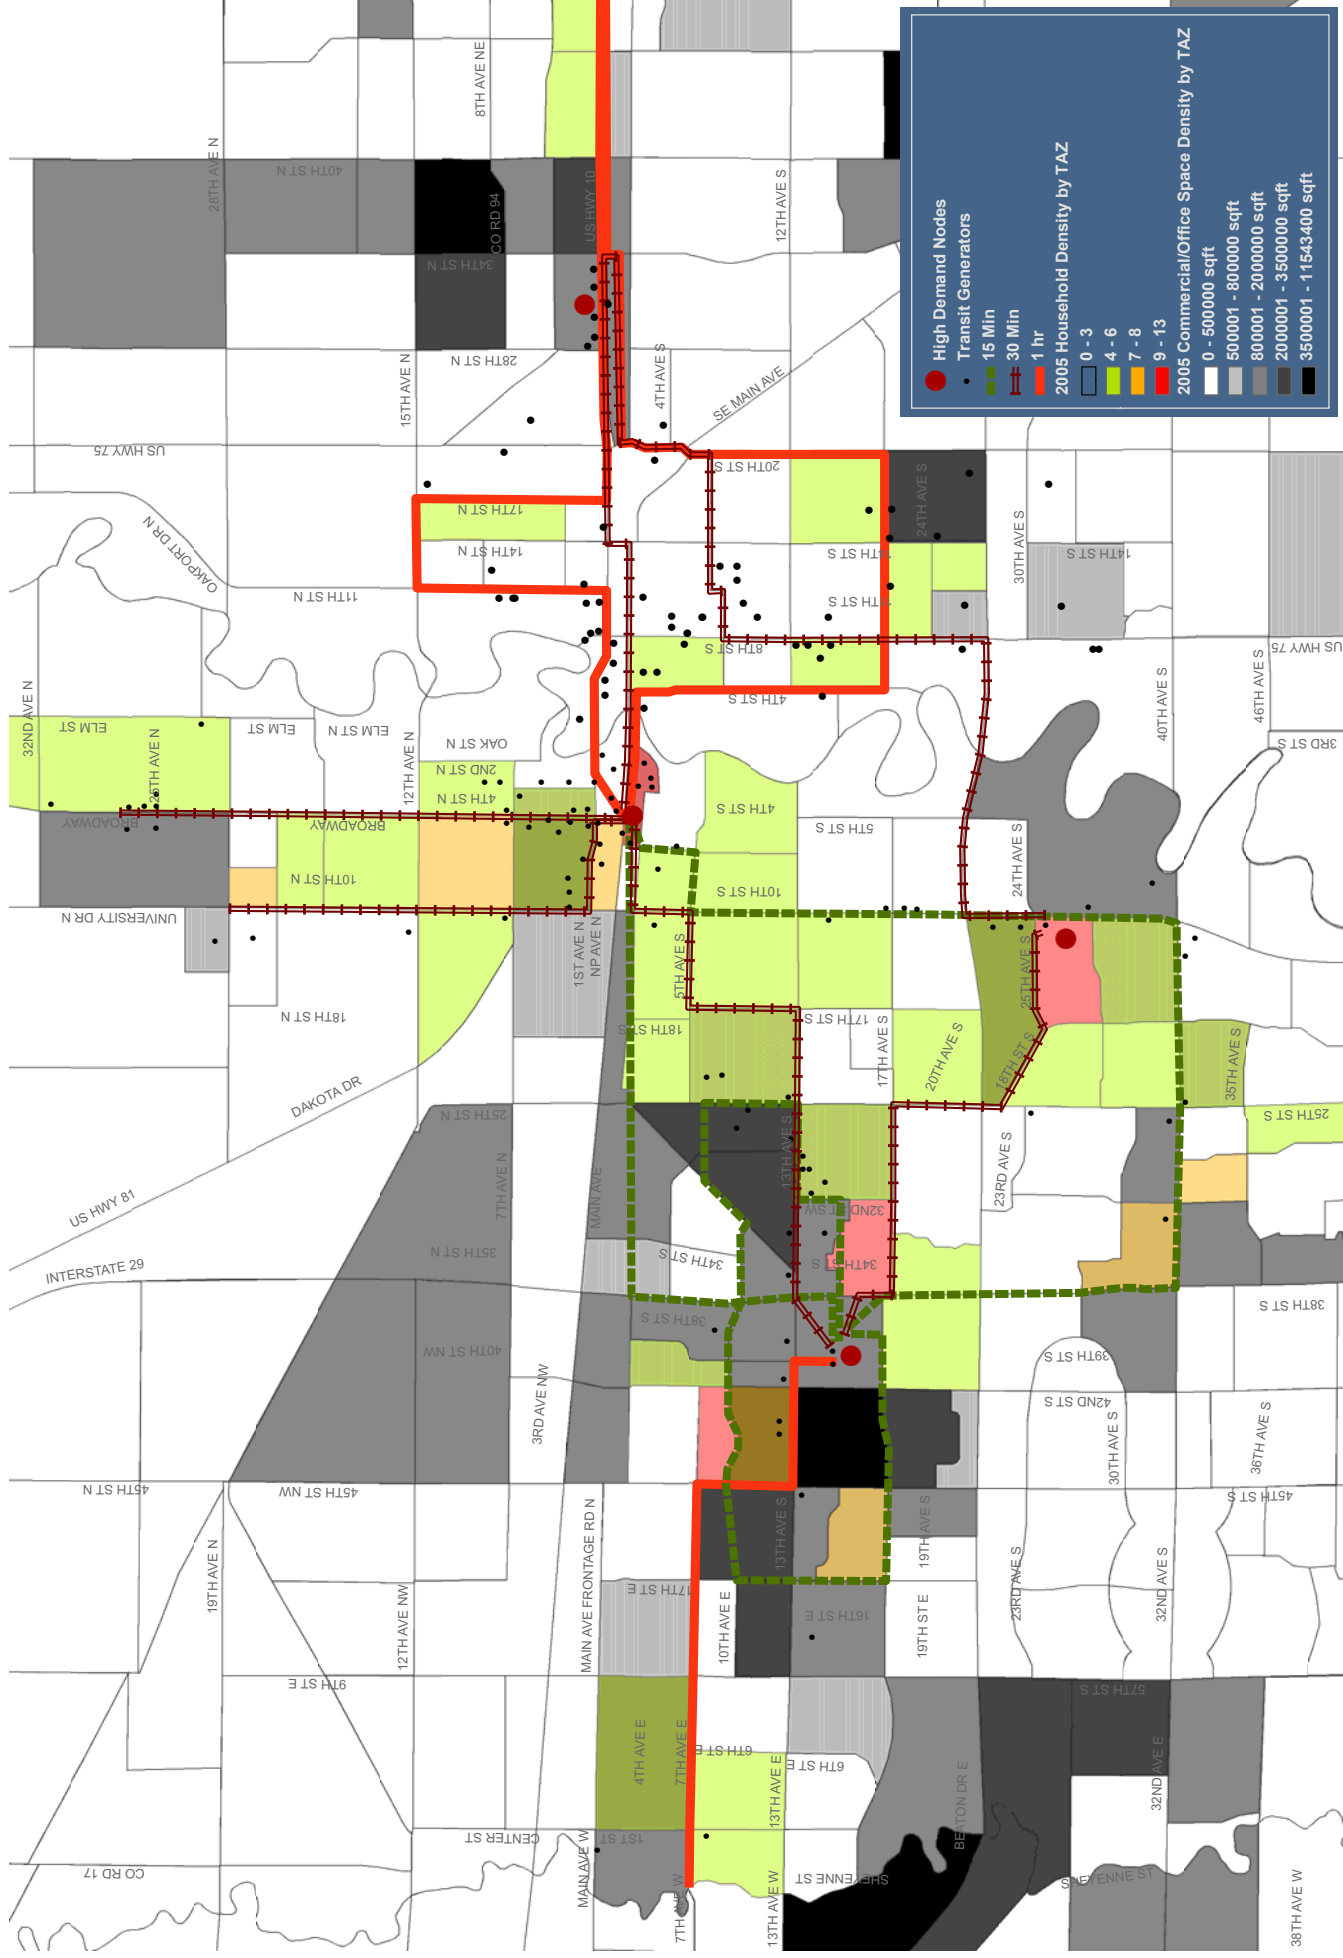 High Demand Nodes
Transit Generators
15 Min
30 Min
1 hr
2005 Household Density by TAZ
0 - 3
4 - 6
7 - 8
9 - 13
2005 Commercial/Office Space Density by TAZ
0 - 500000 sqft
500001 - 800000 sqft
800001 - 2000000 sqft
2000001 - 3500000 sqft
3500001 - 11543400 sqft
8TH AVE NE
28TH AVE N
40TH ST N
CO RD 94
US HWY 10
12TH AVE S
34TH ST N
15TH AVE N
28TH ST N
4TH AVE S
SE MAIN AVE
US HWY 75
20TH ST S
24TH AVE S
OAKPORT DR N
17TH ST N
14TH ST N
14TH ST S
30TH AVE S
14TH ST S
11TH ST N
11TH ST S
8TH ST S
US HWY 75
32ND AVE N
ELM ST
ELM ST
ELM ST N
OAK ST N
4TH ST S
40TH AVE S
46TH AVE S
3RD ST S
25TH AVE N
12TH AVE N
2ND ST N
4TH ST N
4TH ST S
BROADWAY
BROADWAY
5TH ST S
24TH AVE S
10TH ST N
10TH ST S
UNIVERSITY DR N
1ST AVE N
NP AVE N
5TH AVE S
25TH AVE S
18TH ST N
18TH ST S
17TH ST S
17TH AVE S
20TH AVE S
18TH ST S
35TH AVE S
DAKOTA DR
25TH ST N
25TH ST S
13TH AVE S
23RD AVE S
US HWY 81
7TH AVE N
MAIN AVE
32ND ST SW
INTERSTATE 29
35TH ST N
34TH ST S
34TH ST S
38TH ST S
38TH ST S
40TH ST NW
39TH ST S
3RD AVE NW
42ND ST S
30TH AVE S
36TH AVE S
45TH ST N
45TH ST NW
45TH ST S
19TH AVE N
MAIN AVE FRONTAGE RD N
13TH AVE S
19TH AVE S
23RD AVE S
32ND AVE S
12TH AVE NW
17TH ST E
10TH AVE E
16TH ST E
19TH ST E
9TH ST E
57TH ST S
4TH AVE E
7TH AVE E
6TH ST E
6TH ST E
13TH AVE E
BEATON DR E
32ND AVE E
CENTER ST
1ST ST
CO RD 17
MAIN AVE W
7TH AVE W
13TH AVE W
SHEYENNE ST
SHEYENNE ST
38TH AVE W